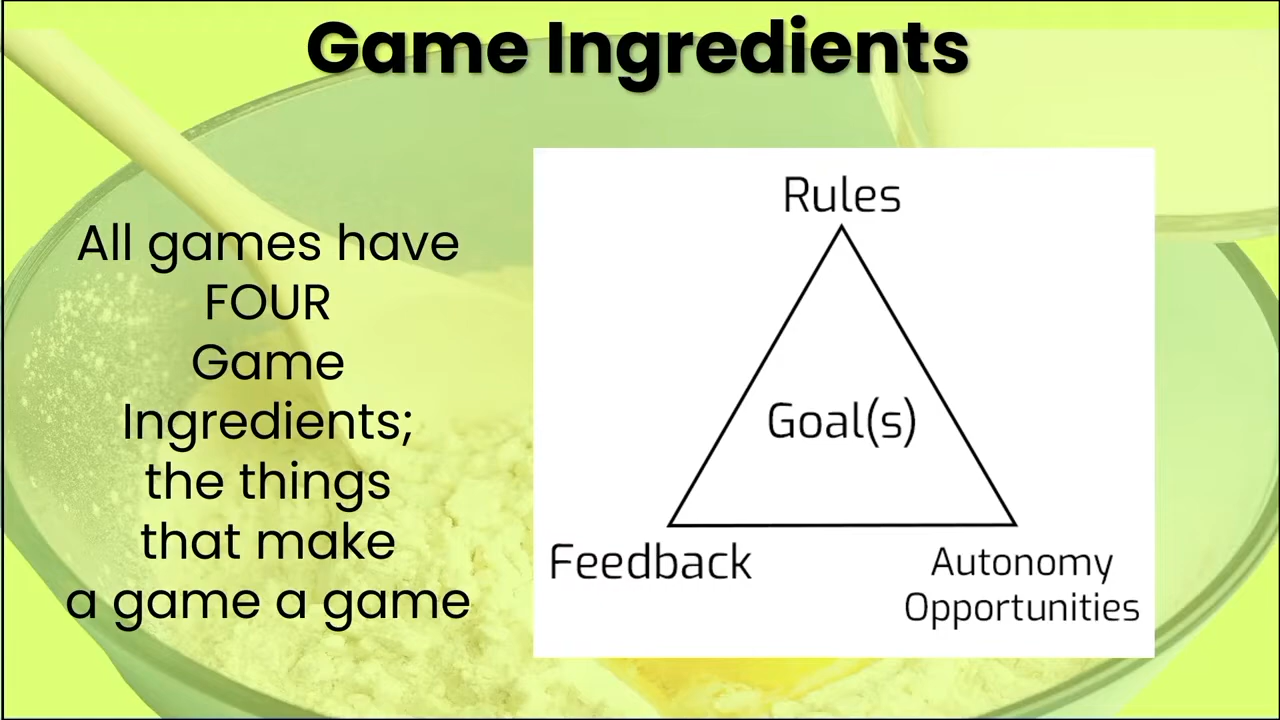 Game Ingredients
All games have
FOUR
Game
Ingredients;
the things
that make
a game a game
Rules
Goal(s)
Feedback
Autonomy
Opportunities